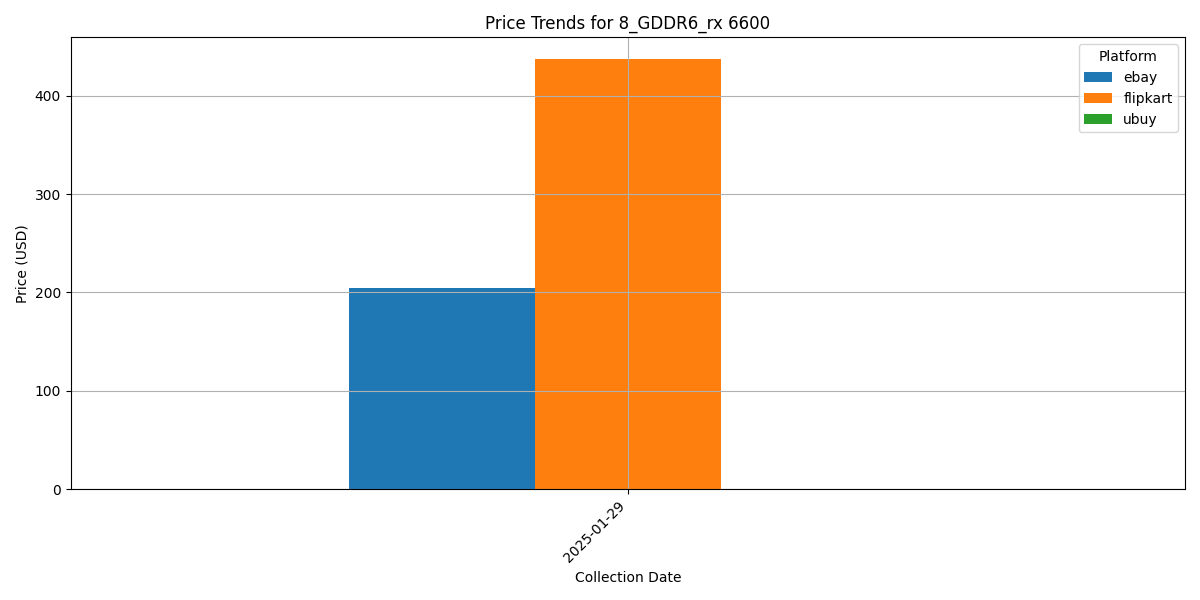 Price Trends for 8_GDDR6_rx 6600
Platform
ebay
flipkart
ubuy
Price (USD)
400
300
200
100
0
2025-01-29
Collection Date